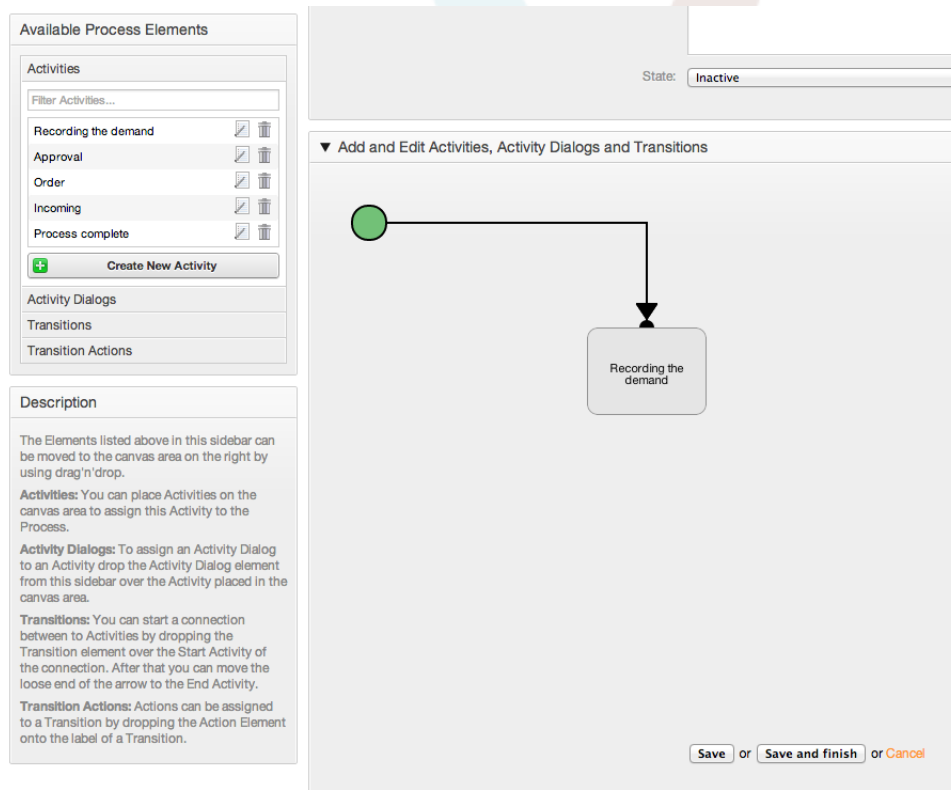 Available Process Elements
Activities
Filter Activities...
Recording the demand
Approval
Order
Incoming
Process complete
Create New Activity
Activity Dialogs
Transitions
Transition Actions
Description
The Elements listed above in this sidebar can
be moved to the canvas area on the right by
using drag'n'drop.
Activities: You can place Activities on the
canvas area to assign this Activity to the
Process.
Activity Dialogs: To assign an Activity Dialog
to an Activity drop the Activity Dialog element
from this sidebar over the Activity placed in the
canvas area.
Transitions: You can start a connection
between to Activities by dropping the
Transition element over the Start Activity of
the connection. After that you can move the
loose end of the arrow to the End Activity.
Transition Actions: Actions can be assigned
to a Transition by dropping the Action Element
onto the label of a Transition.
State: Inactive
▼ Add and Edit Activities, Activity Dialogs and Transitions
Recording the
demand
Save or Save and finish or Cancel